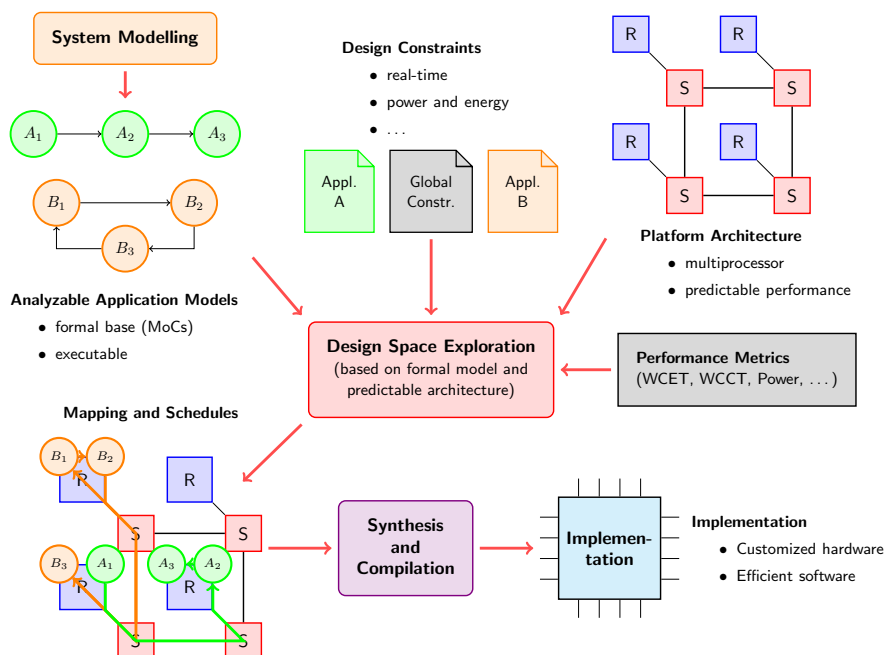 System Modelling
A1
A2
A3
B1
B2
B3
Analyzable Application Models
• formal base (MoCs)
• executable
Design Constraints
• real-time
• power and energy
• . . .
Appl.
A
Global
Constr.
Appl.
B
R
R
S
S
R
R
S
S
Platform Architecture
• multiprocessor
• predictable performance
Design Space Exploration
(based on formal model and
predictable architecture)
Performance Metrics
(WCET, WCCT, Power, . . . )
Mapping and Schedules
B1
B2
R
R
S
S
B3
A1
A3
A2
R
R
S
S
Synthesis
and
Compilation
Implemen-
tation
Implementation
• Customized hardware
• Efficient software